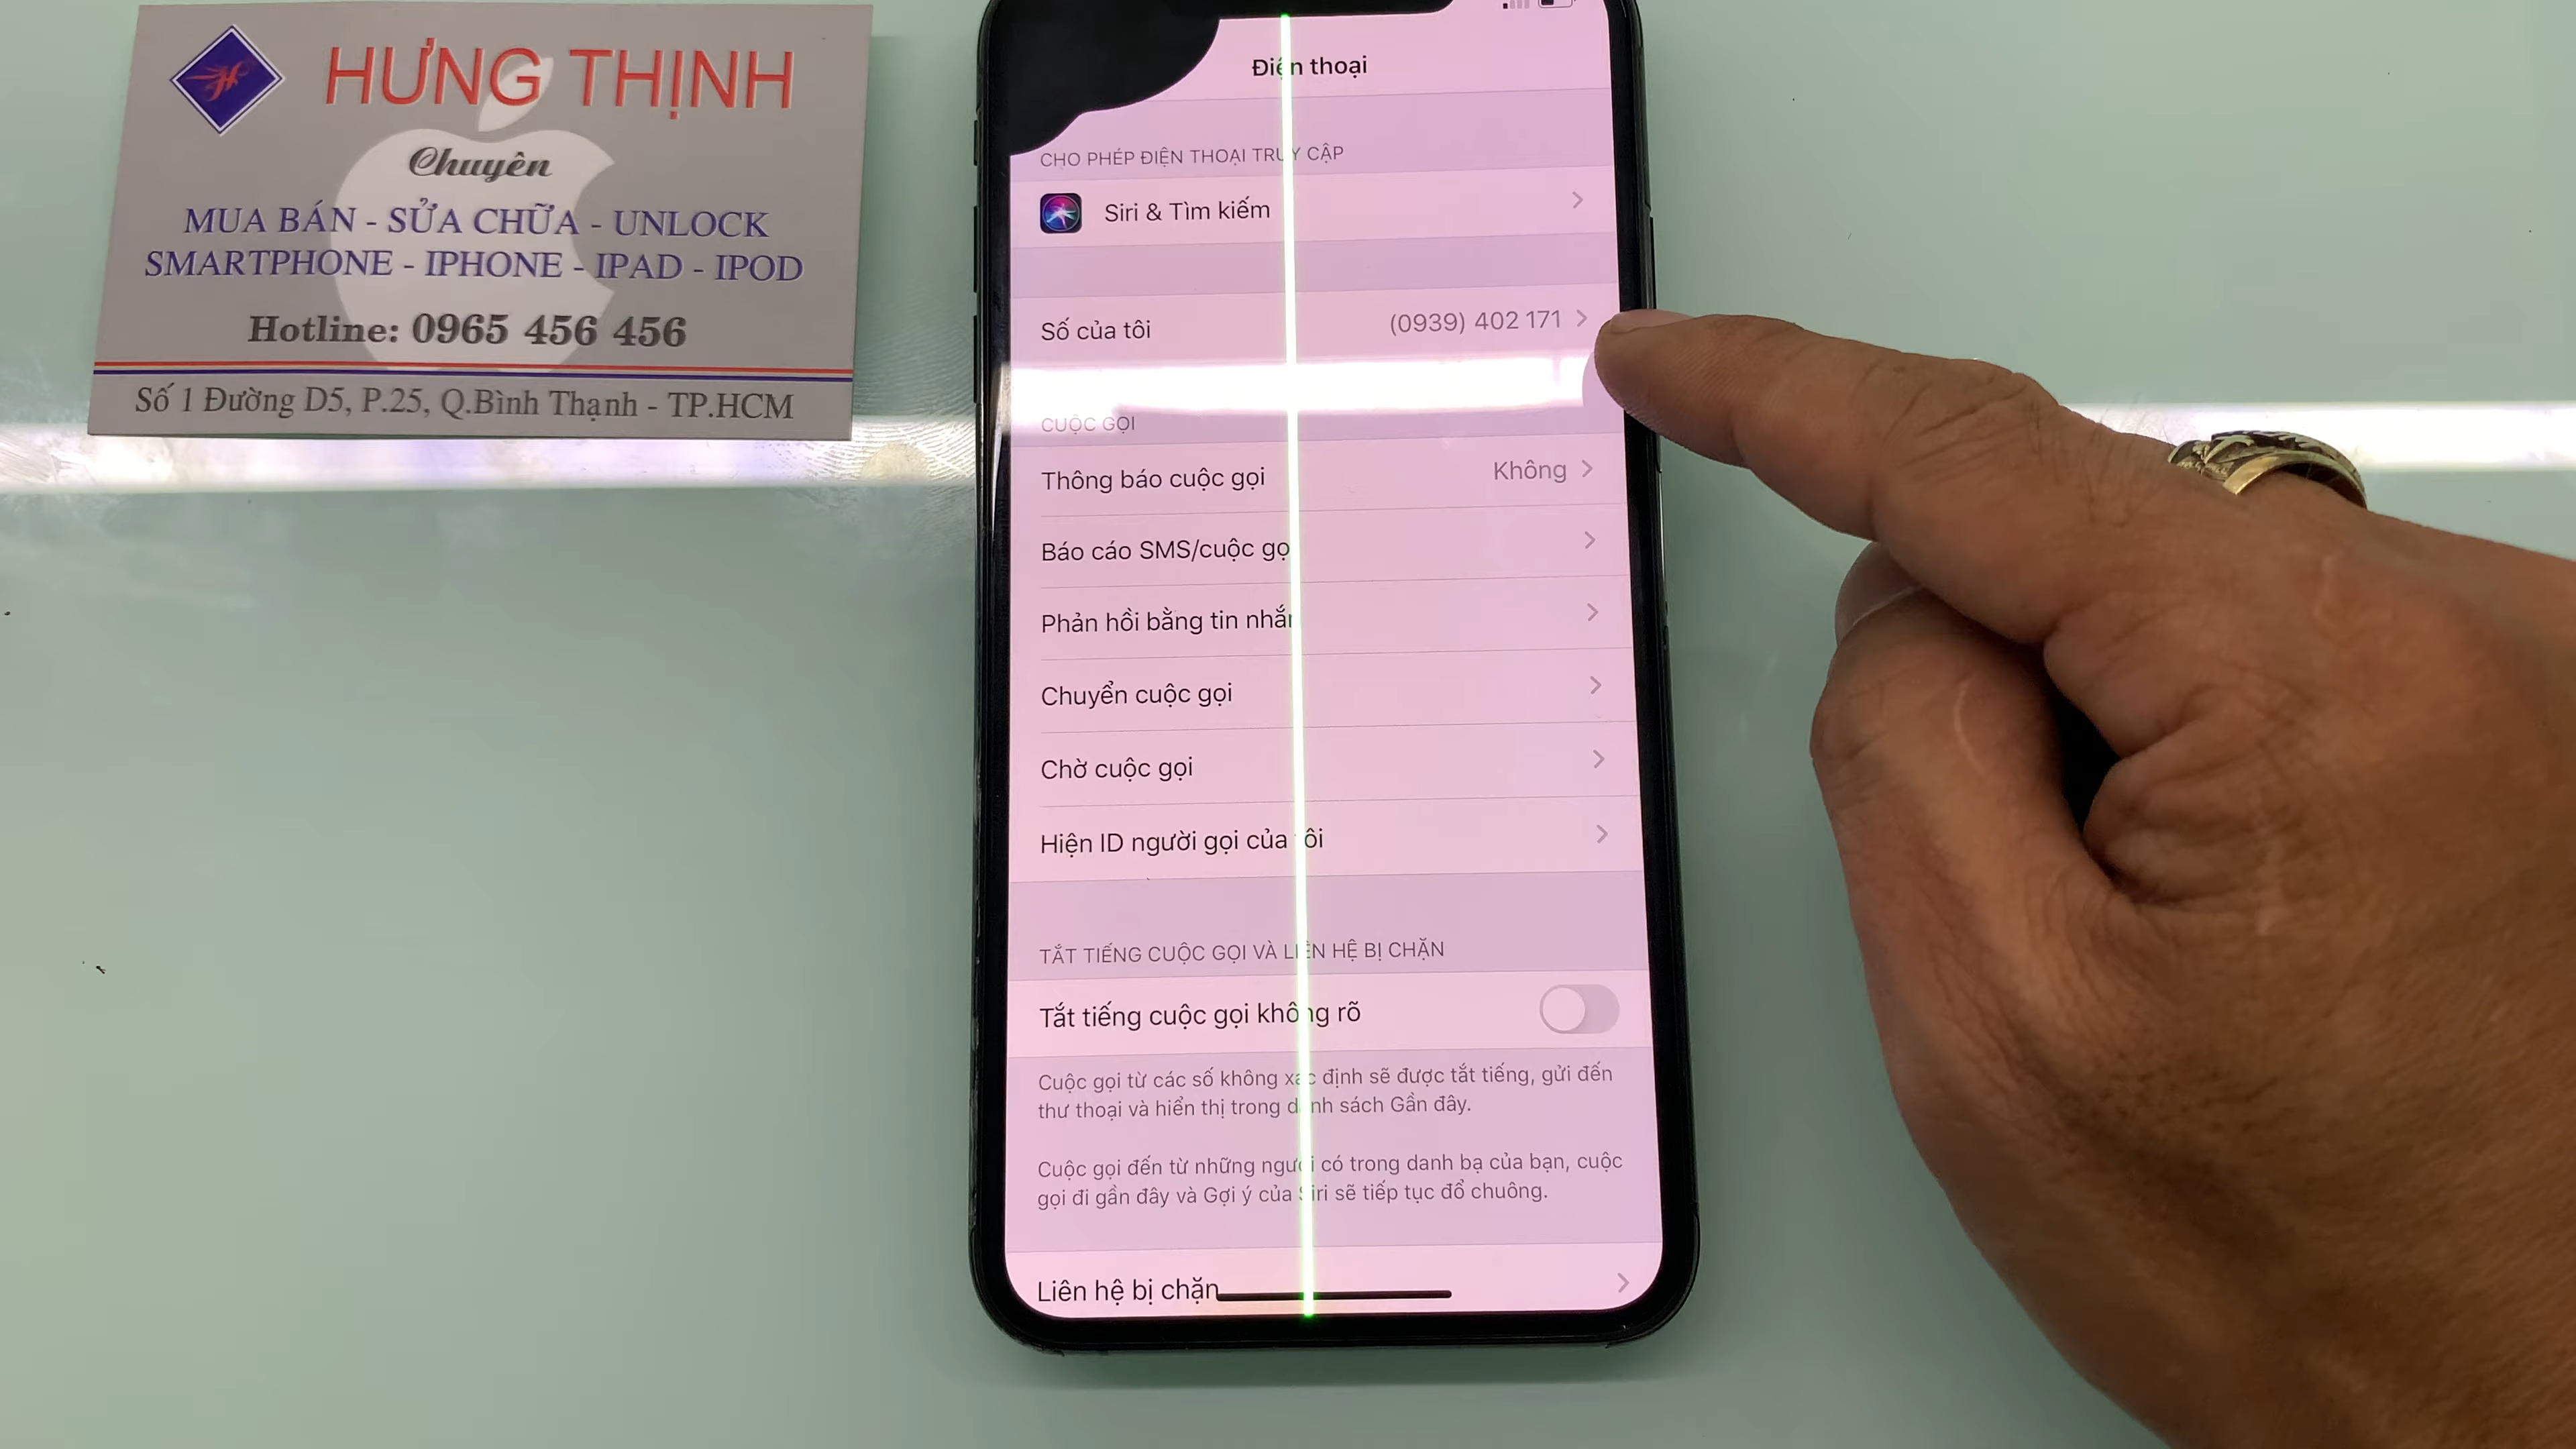 HƯNG THỊNH
Chuyên
MUA BÁN - SỬA CHỮA - UNLOCK
SMARTPHONE - IPHONE - IPAD - IPOD
Hotline: 0965 456 456
Số 1 Đường D5, P.25, Q.Bình Thạnh - TP.HCM
Điện thoại
CHO PHÉP ĐIỆN THOẠI TRUY CẬP
Siri & Tìm kiếm
Số của tôi (0939) 402 171
CUỘC GỌI
Thông báo cuộc gọi Không
Báo cáo SMS/cuộc gọi
Phản hồi bằng tin nhắn
Chuyển cuộc gọi
Chờ cuộc gọi
Hiện ID người gọi của tôi
TẮT TIẾNG CUỘC GỌI VÀ LIÊN HỆ BỊ CHẶN
Tắt tiếng cuộc gọi không rõ
Cuộc gọi từ các số không xác định sẽ được tắt tiếng, gửi đến
thư thoại và hiển thị trong danh sách Gần đây.
Cuộc gọi đến từ những người có trong danh bạ của bạn, cuộc
gọi đi gần đây và Gợi ý của Siri sẽ tiếp tục đổ chuông.
Liên hệ bị chặn